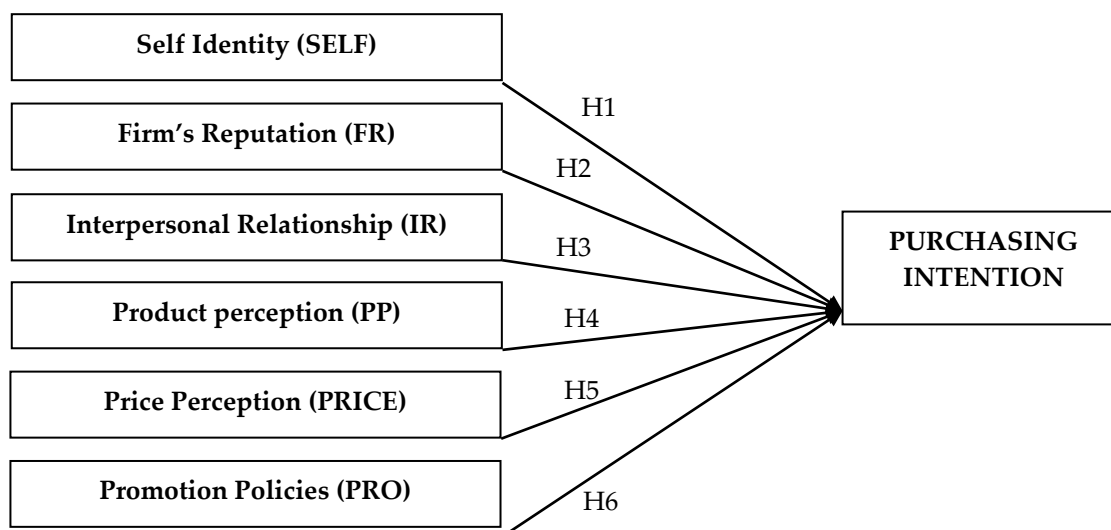 Self Identity (SELF)
H1
Firm's Reputation (FR)
H2
Interpersonal Relationship (IR)
H3
Product perception (PP)
H4
Price Perception (PRICE)
H5
Promotion Policies (PRO)
H6
PURCHASING
INTENTION